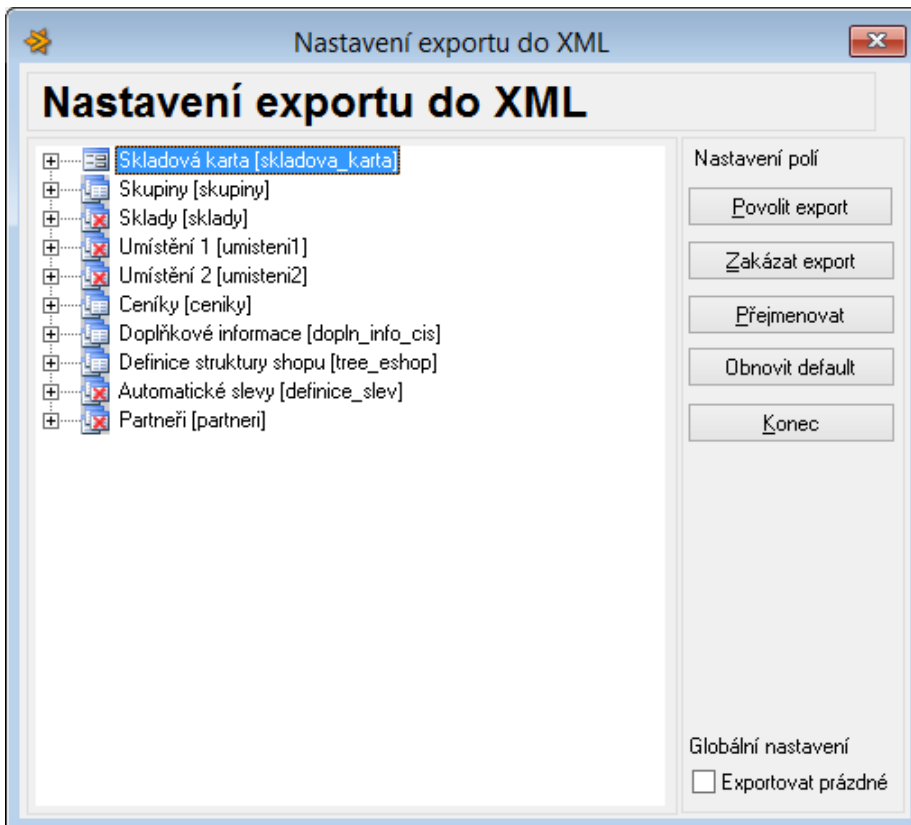 Nastavení exportu do XML
Nastavení exportu do XML
Skladová karta [skladova_karta]
Skupiny [skupiny]
Sklady [sklady]
Umístění 1 [umisteni1]
Umístění 2 [umisteni2]
Ceníky [ceniky]
Doplňkové informace [dopln_info_cis]
Definice struktury shopu [tree_eshop]
Automatické slevy [definice_slev]
Partneři [partneri]
Nastavení polí
Povolit export
Zakázat export
Přejmenovat
Obnovit default
Konec
Globální nastavení
Exportovat prázdné